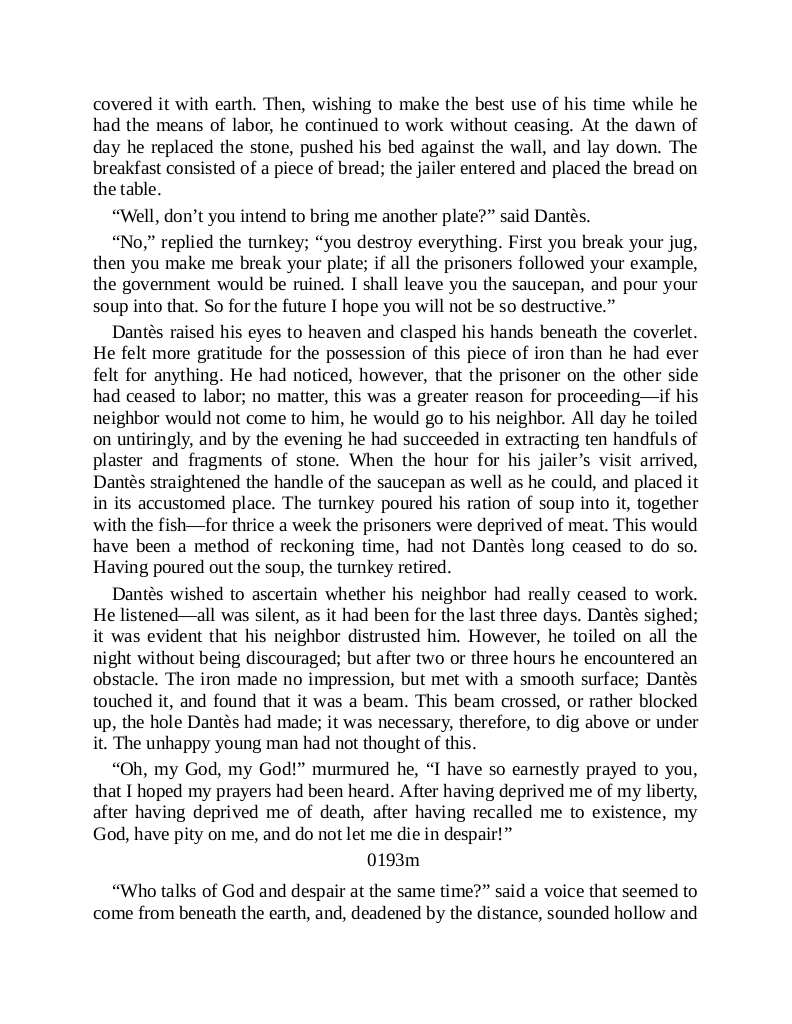 covered it with earth. Then, wishing to make the best use of his time while he
had the means of labor, he continued to work without ceasing. At the dawn of
day he replaced the stone, pushed his bed against the wall, and lay down. The
breakfast consisted of a piece of bread; the jailer entered and placed the bread on
the table.
“Well, don’t you intend to bring me another plate?” said Dantès.
“No,” replied the turnkey; “you destroy everything. First you break your jug,
then you make me break your plate; if all the prisoners followed your example,
the government would be ruined. I shall leave you the saucepan, and pour your
soup into that. So for the future I hope you will not be so destructive.”
Dantès raised his eyes to heaven and clasped his hands beneath the coverlet.
He felt more gratitude for the possession of this piece of iron than he had ever
felt for anything. He had noticed, however, that the prisoner on the other side
had ceased to labor; no matter, this was a greater reason for proceeding—if his
neighbor would not come to him, he would go to his neighbor. All day he toiled
on untiringly, and by the evening he had succeeded in extracting ten handfuls of
plaster and fragments of stone. When the hour for his jailer’s visit arrived,
Dantès straightened the handle of the saucepan as well as he could, and placed it
in its accustomed place. The turnkey poured his ration of soup into it, together
with the fish—for thrice a week the prisoners were deprived of meat. This would
have been a method of reckoning time, had not Dantès long ceased to do so.
Having poured out the soup, the turnkey retired.
Dantès wished to ascertain whether his neighbor had really ceased to work.
He listened—all was silent, as it had been for the last three days. Dantès sighed;
it was evident that his neighbor distrusted him. However, he toiled on all the
night without being discouraged; but after two or three hours he encountered an
obstacle. The iron made no impression, but met with a smooth surface; Dantès
touched it, and found that it was a beam. This beam crossed, or rather blocked
up, the hole Dantès had made; it was necessary, therefore, to dig above or under
it. The unhappy young man had not thought of this.
“Oh, my God, my God!” murmured he, “I have so earnestly prayed to you,
that I hoped my prayers had been heard. After having deprived me of my liberty,
after having deprived me of death, after having recalled me to existence, my
God, have pity on me, and do not let me die in despair!”
0193m
“Who talks of God and despair at the same time?” said a voice that seemed to
come from beneath the earth, and, deadened by the distance, sounded hollow and